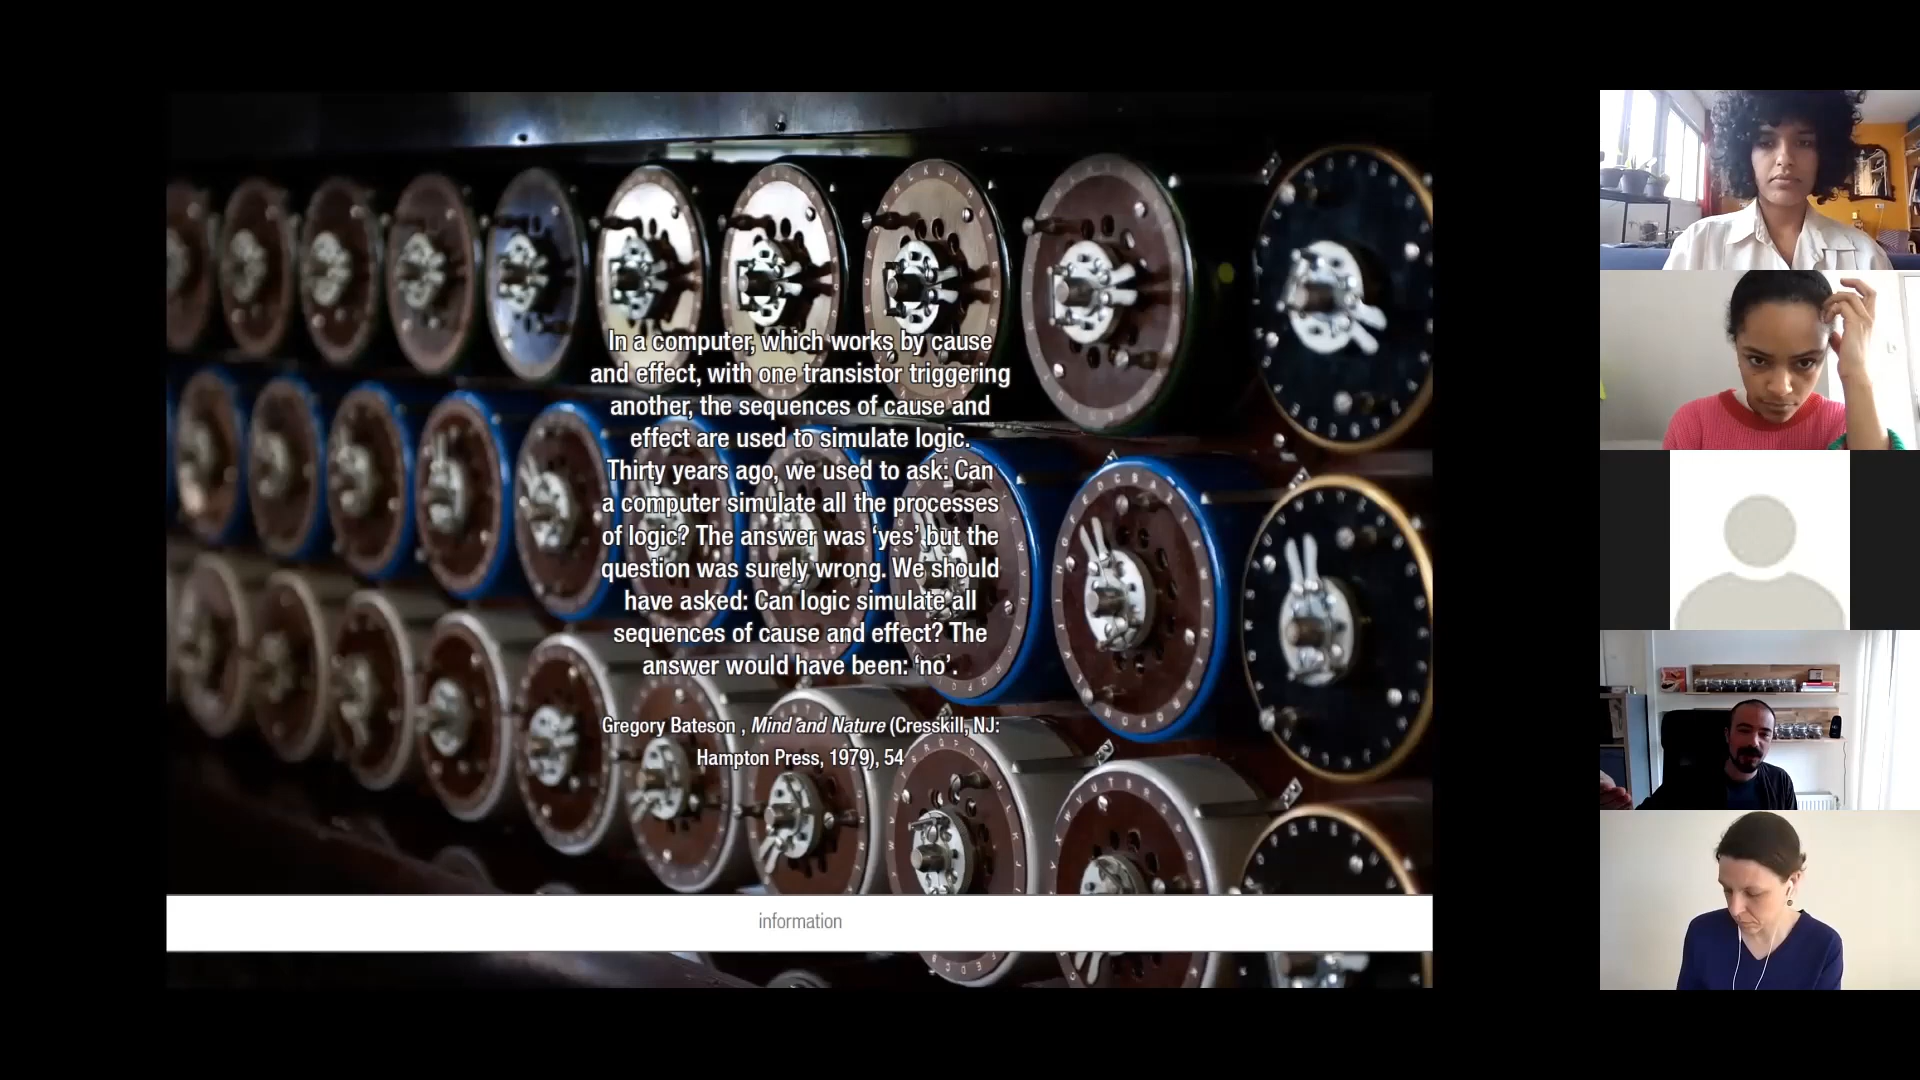 In a computer, which works by cause
and effect, with one transistor triggering
another, the sequences of cause and
effect are used to simulate logic.
Thirty years ago, we used to ask: Can
a computer simulate all the processes
of logic? The answer was ‘yes’ but the
question was surely wrong. We should
have asked: Can logic simulate all
sequences of cause and effect? The
answer would have been: ‘no’.
Gregory Bateson , Mind and Nature (Cresskill, NJ:
Hampton Press, 1979), 54
information